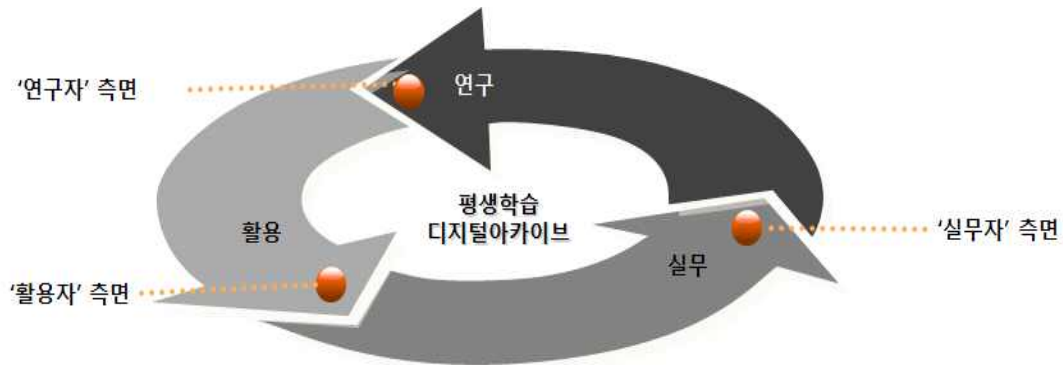 연구
‘연구자’ 측면
평생학습
디지털아카이브
활용
‘실무자’ 측면
실무
‘활용자’ 측면